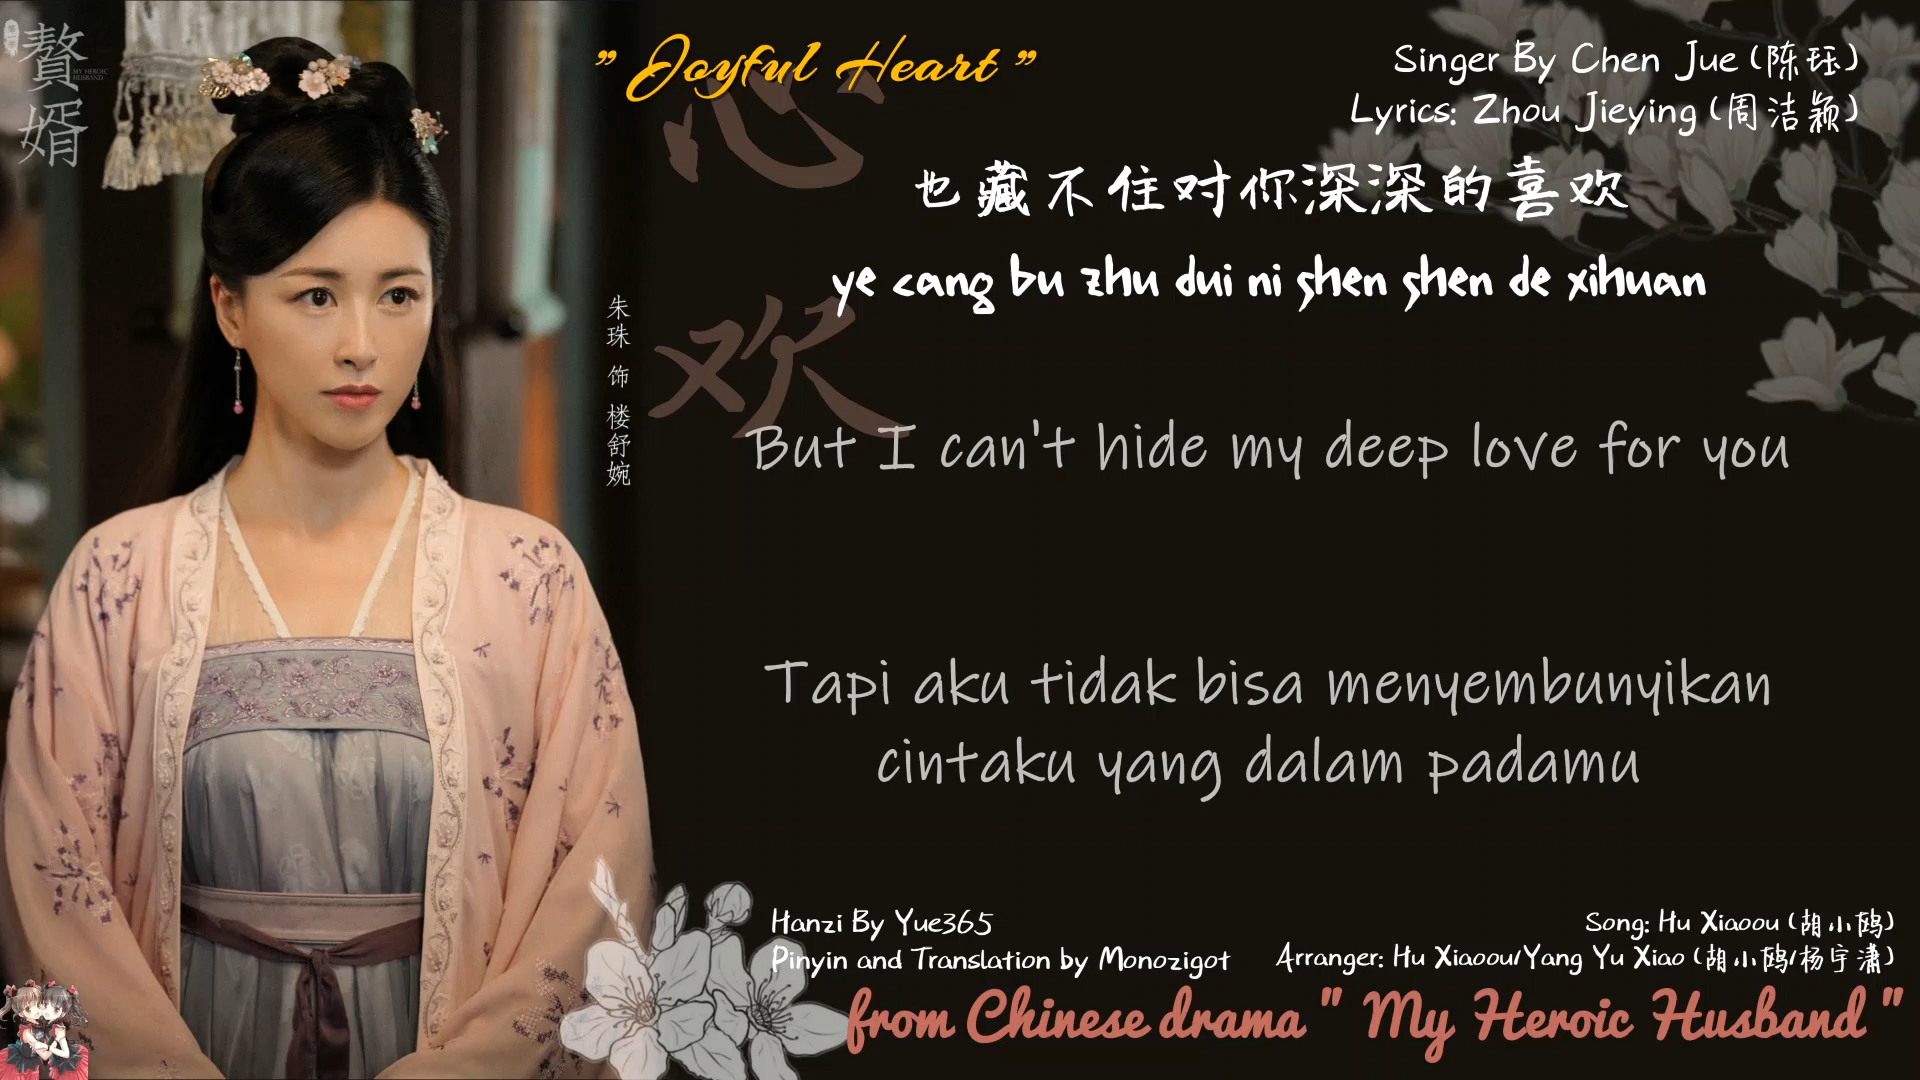 贅婿
MY HEROIC
HUSBAND
" Joyful Heart "
心欢
Singer By Chen Jue (陈珏)
Lyrics: Zhou Jieying (周洁颖)
也藏不住对你深深的喜欢
ye cang bu zhu dui ni shen shen de xihuan
朱珠 饰 楼舒婉
But I can't hide my deep love for you
Tapi aku tidak bisa menyembunyikan
cintaku yang dalam padamu
Hanzi By Yue365
Pinyin and Translation by Monozigot
Song: Hu Xiaoou (胡小鸥)
Arranger: Hu Xiaoou/Yang Yu Xiao (胡小鸥/杨宇潇)
from Chinese drama " My Heroic Husband "